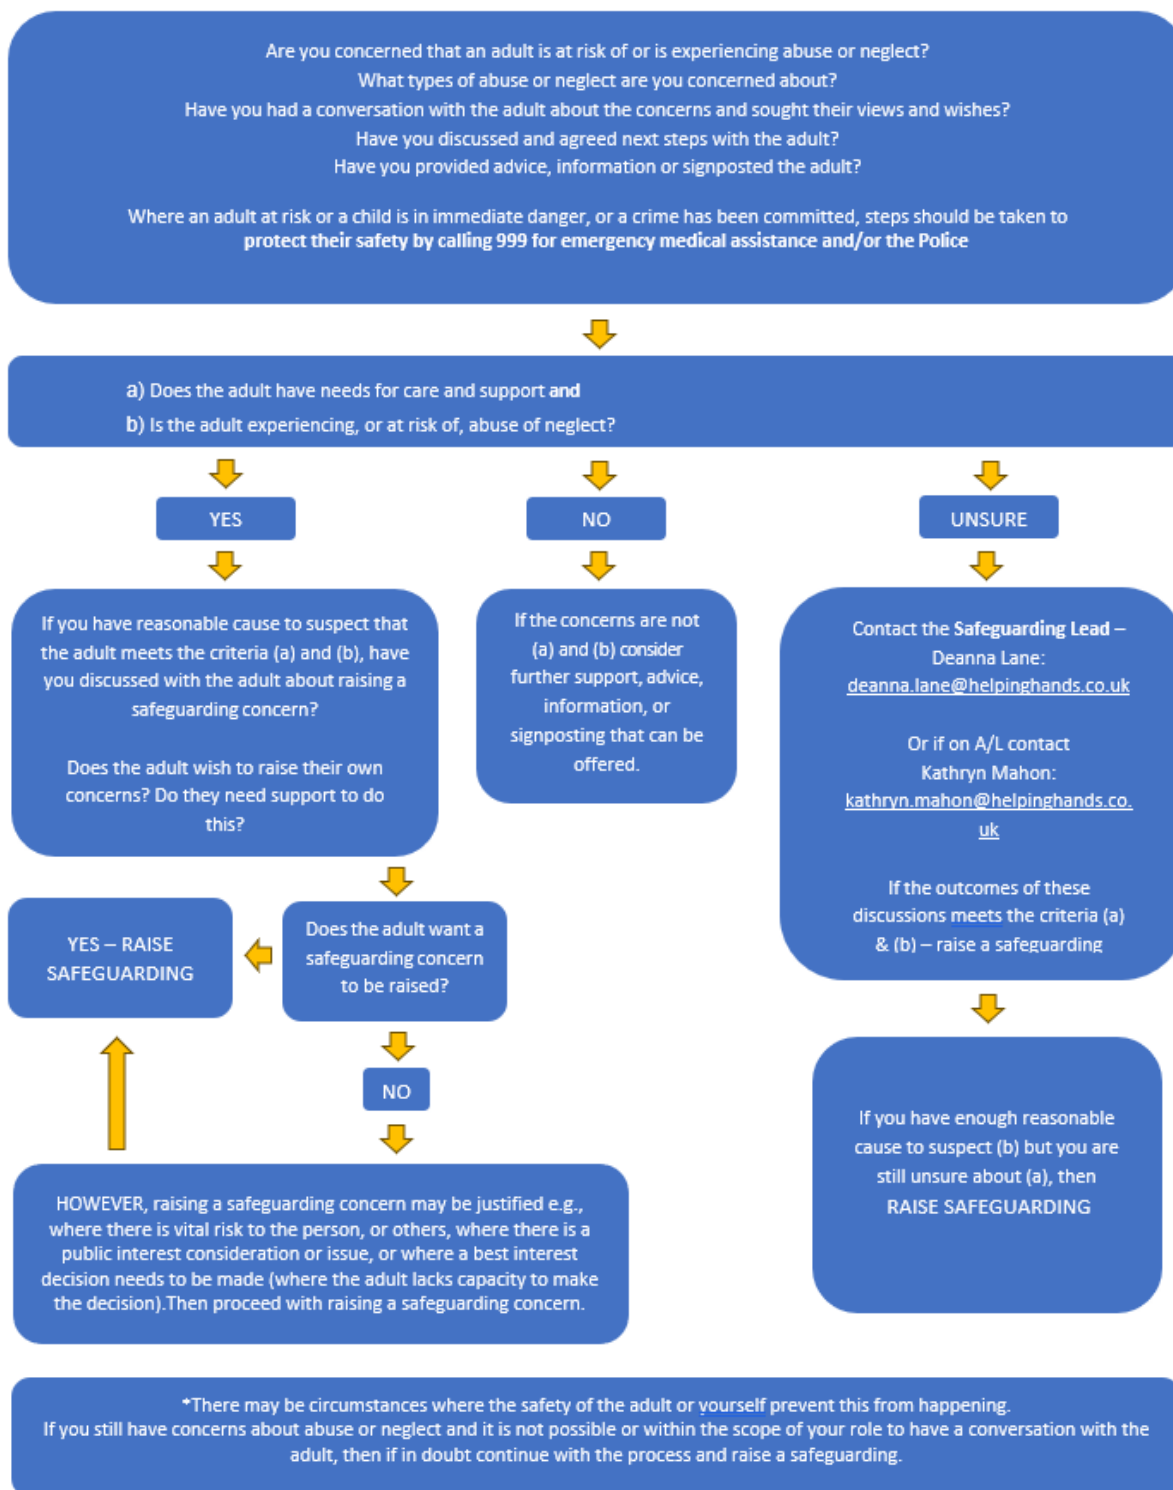 Are you concerned that an adult is at risk of or is experiencing abuse or neglect?
What types of abuse or neglect are you concerned about?
Have you had a conversation with the adult about the concerns and sought their views and wishes?
Have you discussed and agreed next steps with the adult?
Have you provided advice, information or signposted the adult?
Where an adult at risk or a child is in immediate danger, or a crime has been committed, steps should be taken to
protect their safety by calling 999 for emergency medical assistance and/or the Police
a) Does the adult have needs for care and support and
b) Is the adult experiencing, or at risk of, abuse of neglect?
YES
NO
UNSURE
If you have reasonable cause to suspect that
the adult meets the criteria (a) and (b), have
you discussed with the adult about raising a
safeguarding concern?
Does the adult wish to raise their own
concerns? Do they need support to do
this?
If the concerns are not
(a) and (b) consider
further support, advice,
information, or
signposting that can be
offered.
Contact the Safeguarding Lead –
Deanna Lane:
deanna.lane@helpinghands.co.uk
Or if on A/L contact
Kathryn Mahon:
kathryn.mahon@helpinghands.co.
uk
If the outcomes of these
discussions meets the criteria (a)
& (b) – raise a safeguarding
YES – RAISE
SAFEGUARDING
Does the adult want a
safeguarding concern
to be raised?
NO
HOWEVER, raising a safeguarding concern may be justified e.g.,
where there is vital risk to the person, or others, where there is a
public interest consideration or issue, or where a best interest
decision needs to be made (where the adult lacks capacity to make
the decision).Then proceed with raising a safeguarding concern.
If you have enough reasonable
cause to suspect (b) but you are
still unsure about (a), then
RAISE SAFEGUARDING
*There may be circumstances where the safety of the adult or yourself prevent this from happening.
If you still have concerns about abuse or neglect and it is not possible or within the scope of your role to have a conversation with the
adult, then if in doubt continue with the process and raise a safeguarding.